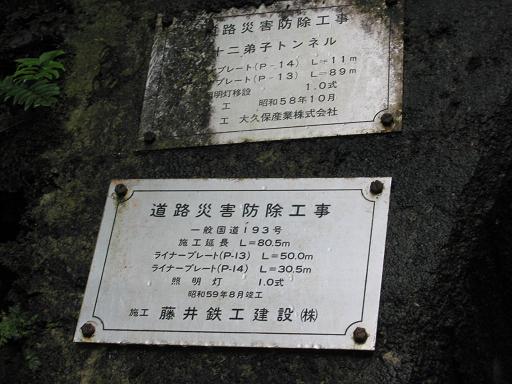 道路災害防除工事
十二弟子トンネル
プレート(P-14) L=11m
プレート(P-13) L=89m
明灯移設 1.0式
工 昭和58年10月
工 大久保産業株式会社
道路災害防除工事
一般国道193号
施工延長 L=80.5m
ライナープレート(P-13) L=50.0m
ライナープレート(P-14) L=30.5m
照明灯 1.0式
昭和59年8月竣工
施工 藤井鉄工建設㈱